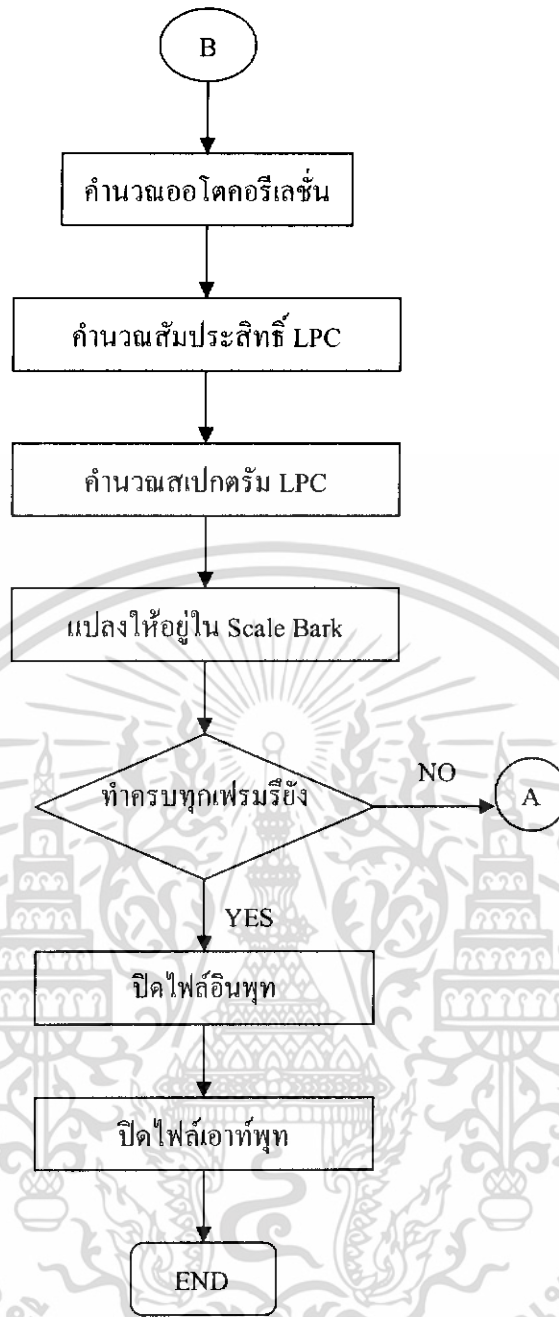 B
คำนวณออโตคอรีเลชั่น
คำนวณสัมประสิทธิ์ LPC
คำนวณสเปกตรัม LPC
แปลงให้อยู่ใน Scale Bark
ทำครบทุกเฟรมรึยัง
NO
A
YES
ปิดไฟล์อินพุท
ปิดไฟล์เอาท์พุท
END